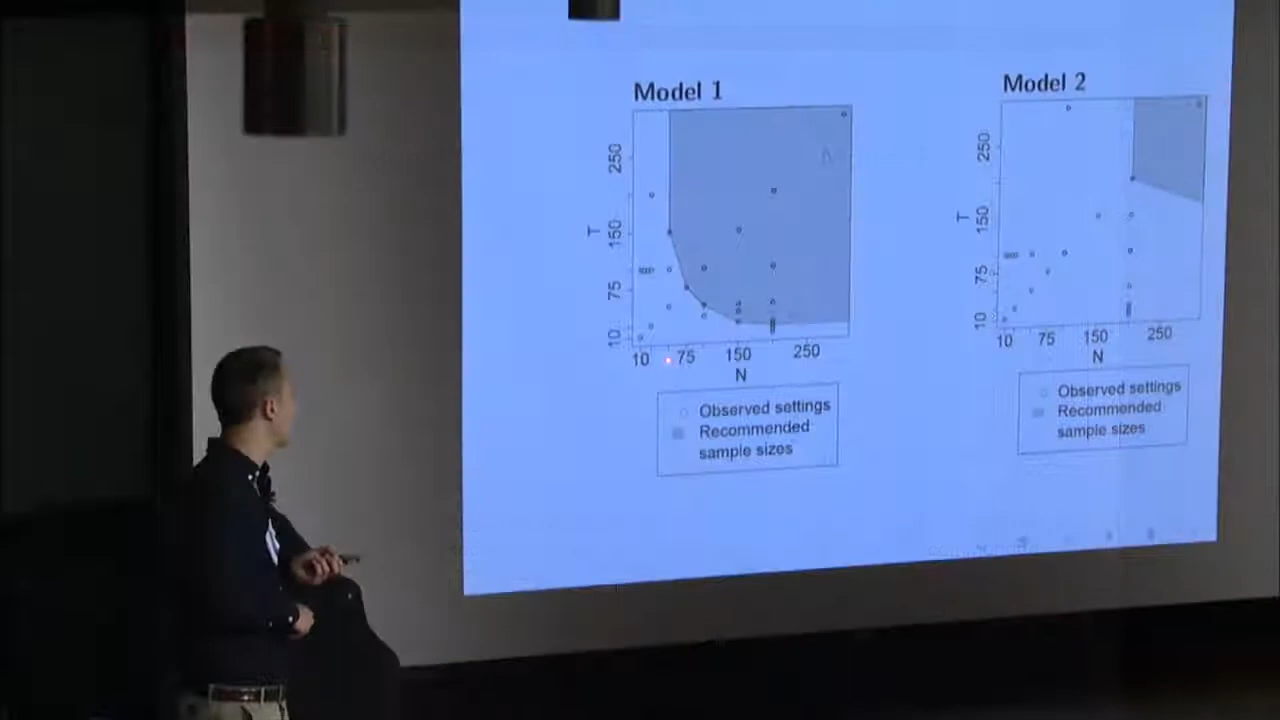 Model 1
250
150
75
10
T
10 75 150 250
N
Observed settings
Recommended
sample sizes
Model 2
250
150
75
10
T
10 75 150 250
N
Observed settings
Recommended
sample sizes